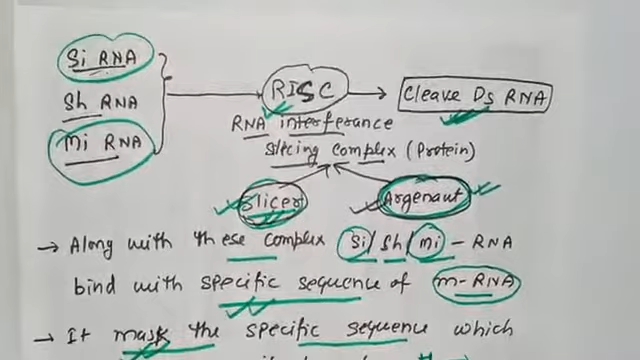 Si RNA
Sh RNA
Mi RNA
RISC
Cleave Ds RNA
RNA interferance
Slicing complex (Protein)
Slicer
Argenaut
→ Along with these complex Si/Sh/Mi-RNA
bind with specific sequence of m-RNA
→ It mask the specific sequence which